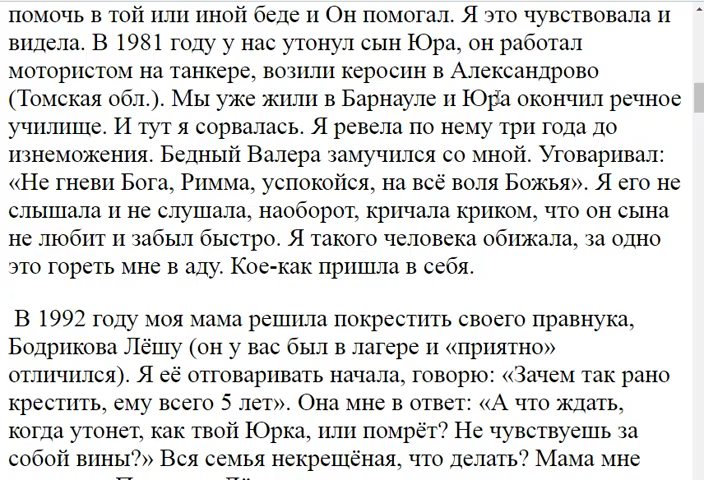 помочь в той или иной беде и Он помогал. Я это чувствовала и
видела. В 1981 году у нас утонул сын Юра, он работал
мотористом на танкере, возили керосин в Александрово
(Томская обл.). Мы уже жили в Барнауле и Юра окончил речное
училище. И тут я сорвалась. Я ревела по нему три года до
изнеможения. Бедный Валера замучился со мной. Уговаривал:
«Не гневи Бога, Римма, успокойся, на всё воля Божья». Я его не
слышала и не слушала, наоборот, кричала криком, что он сына
не любит и забыл быстро. Я такого человека обижала, за одно
это гореть мне в аду. Кое-как пришла в себя.
В 1992 году моя мама решила покрестить своего правнука,
Бодрикова Лёшу (он у вас был в лагере и «приятно»
отличился). Я её отговаривать начала, говорю: «Зачем так рано
крестить, ему всего 5 лет». Она мне в ответ: «А что ждать,
когда утонет, как твой Юрка, или помрёт? Не чувствуешь за
собой вины?» Вся семья некрещёная, что делать? Мама мне